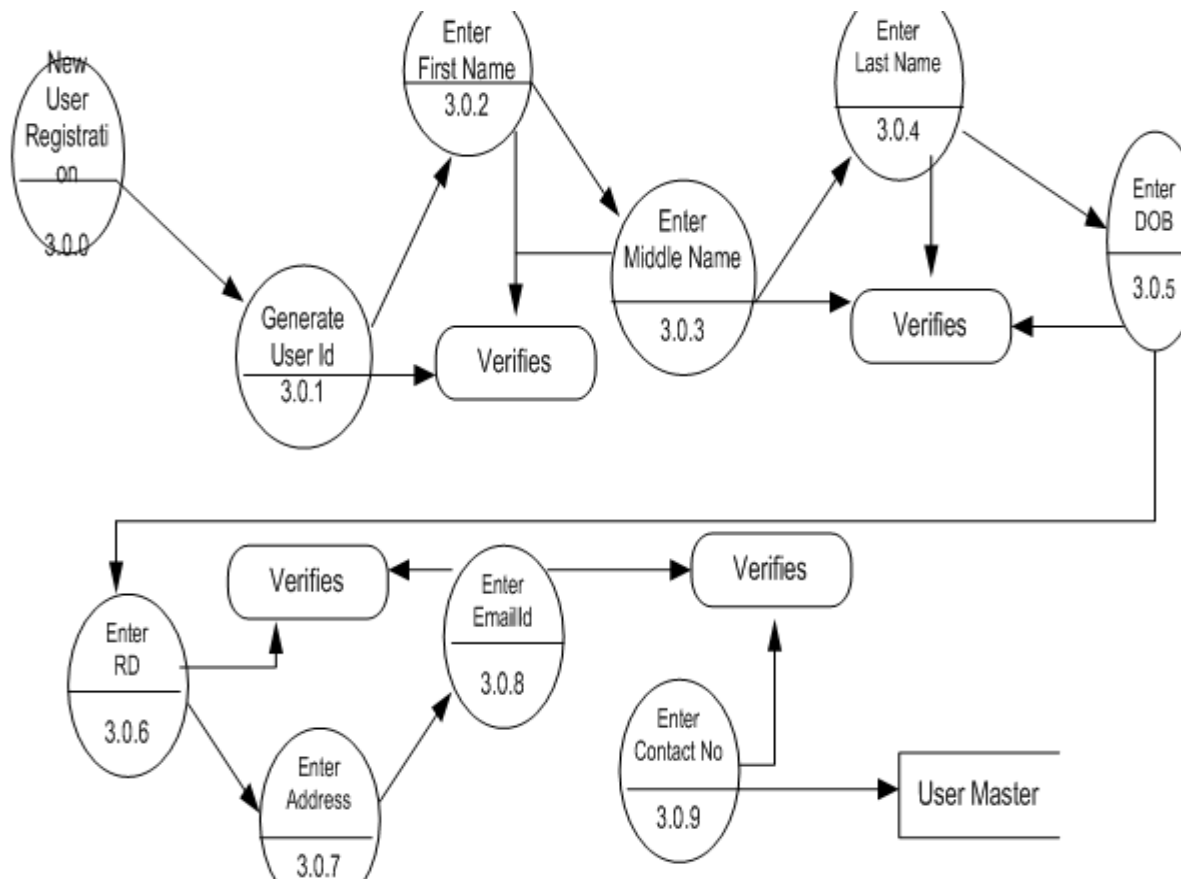 New
User
Registrati
on
3.0.0
Enter
First Name
3.0.2
Enter
Last Name
3.0.4
Enter
DOB
3.0.5
Enter
Middle Name
3.0.3
Generate
User Id
3.0.1
Verifies
Verifies
Verifies
Verifies
Enter
RD
3.0.6
Enter
Address
3.0.7
Enter
EmailId
3.0.8
Enter
Contact No
3.0.9
User Master